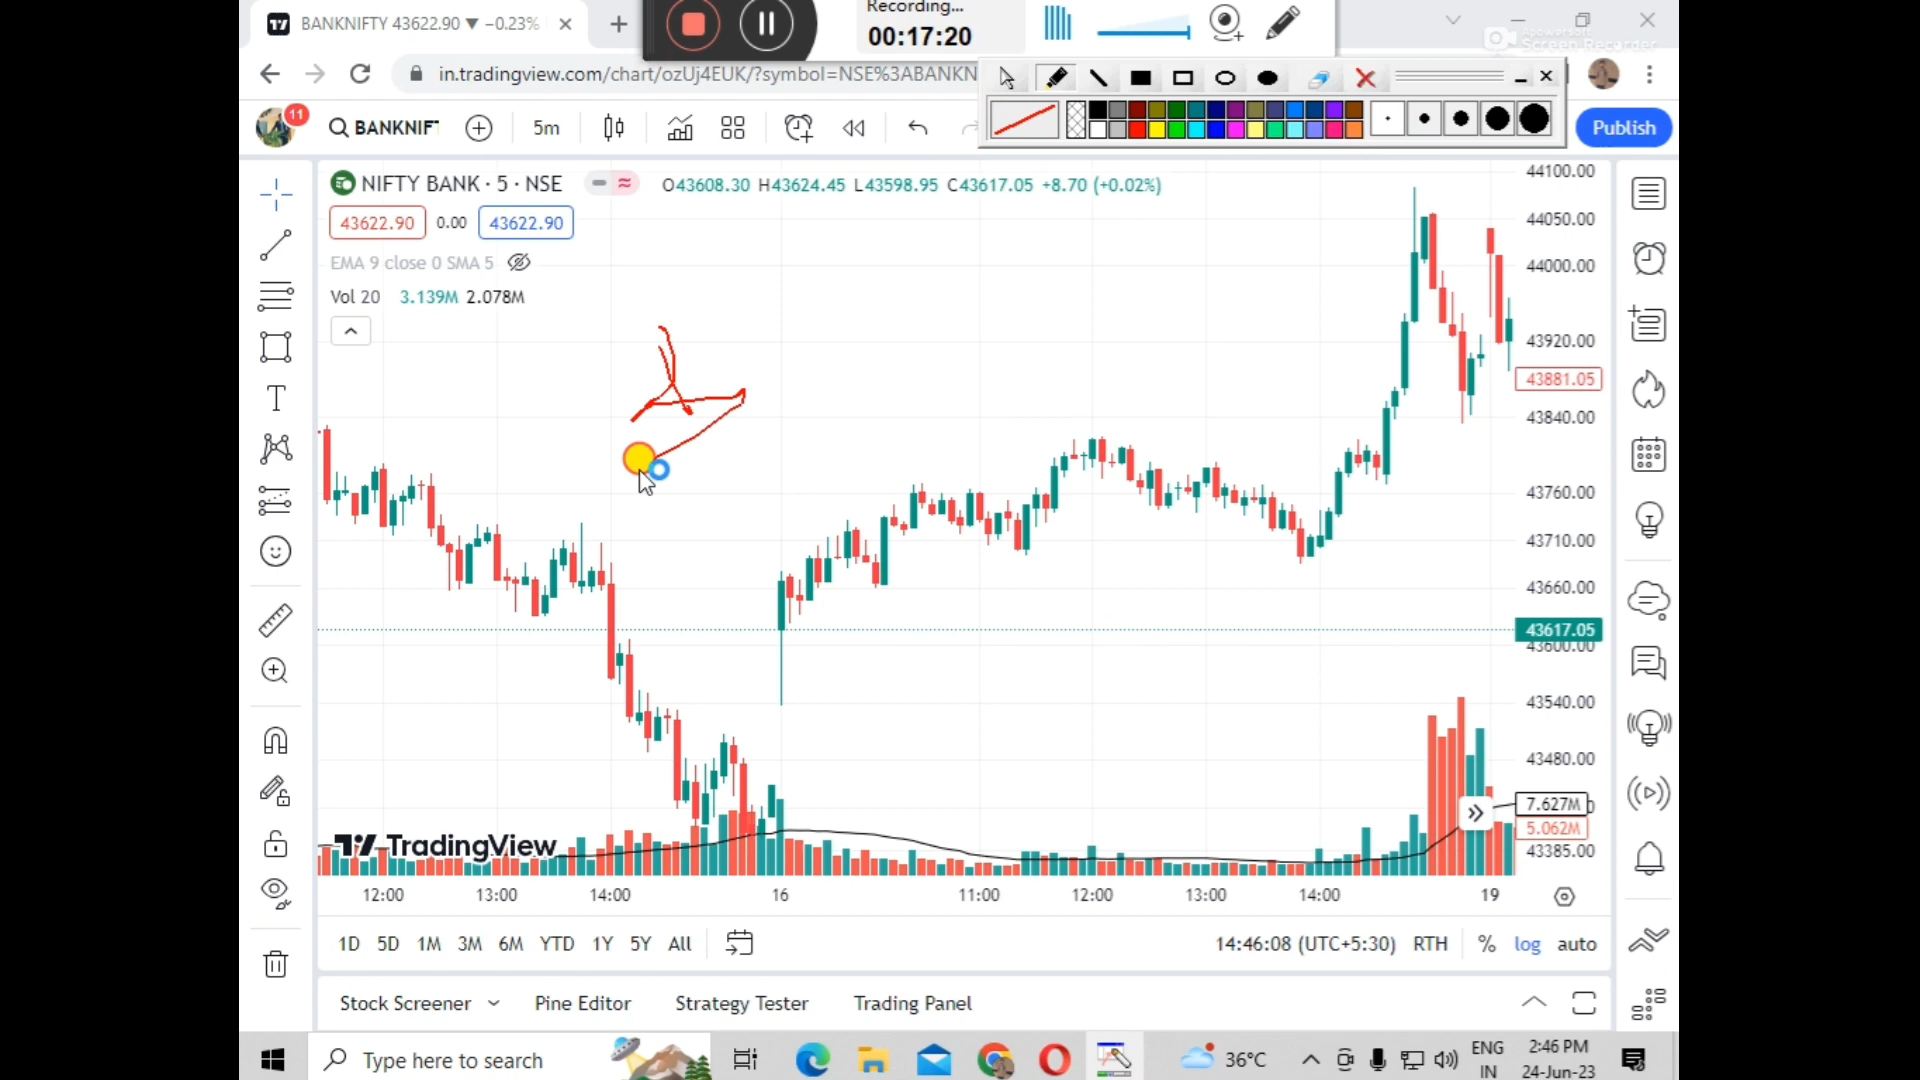 BANKNIFTY 43622.90 ▼ −0.23%
Recording...
00:17:20
Apowersoft
Screen Recorder
in.tradingview.com/chart/ozUj4EUK/?symbol=NSE%3ABANKN
11
BANKNIFT
5m
Publish
NIFTY BANK · 5 · NSE
O43608.30 H43624.45 L43598.95 C43617.05 +8.70 (+0.02%)
43622.90 0.00 43622.90
EMA 9 close 0 SMA 5
Vol 20 3.139M 2.078M
44100.00
44050.00
44000.00
43920.00
43881.05
43840.00
43760.00
43710.00
43660.00
43617.05
43600.00
43540.00
43480.00
7.627M
5.062M
43385.00
TradingView
12:00 13:00 14:00 16 11:00 12:00 13:00 14:00 19
1D 5D 1M 3M 6M YTD 1Y 5Y All
14:46:08 (UTC+5:30) RTH % log auto
Stock Screener Pine Editor Strategy Tester Trading Panel
Type here to search
36°C
ENG
IN
2:46 PM
24-Jun-23